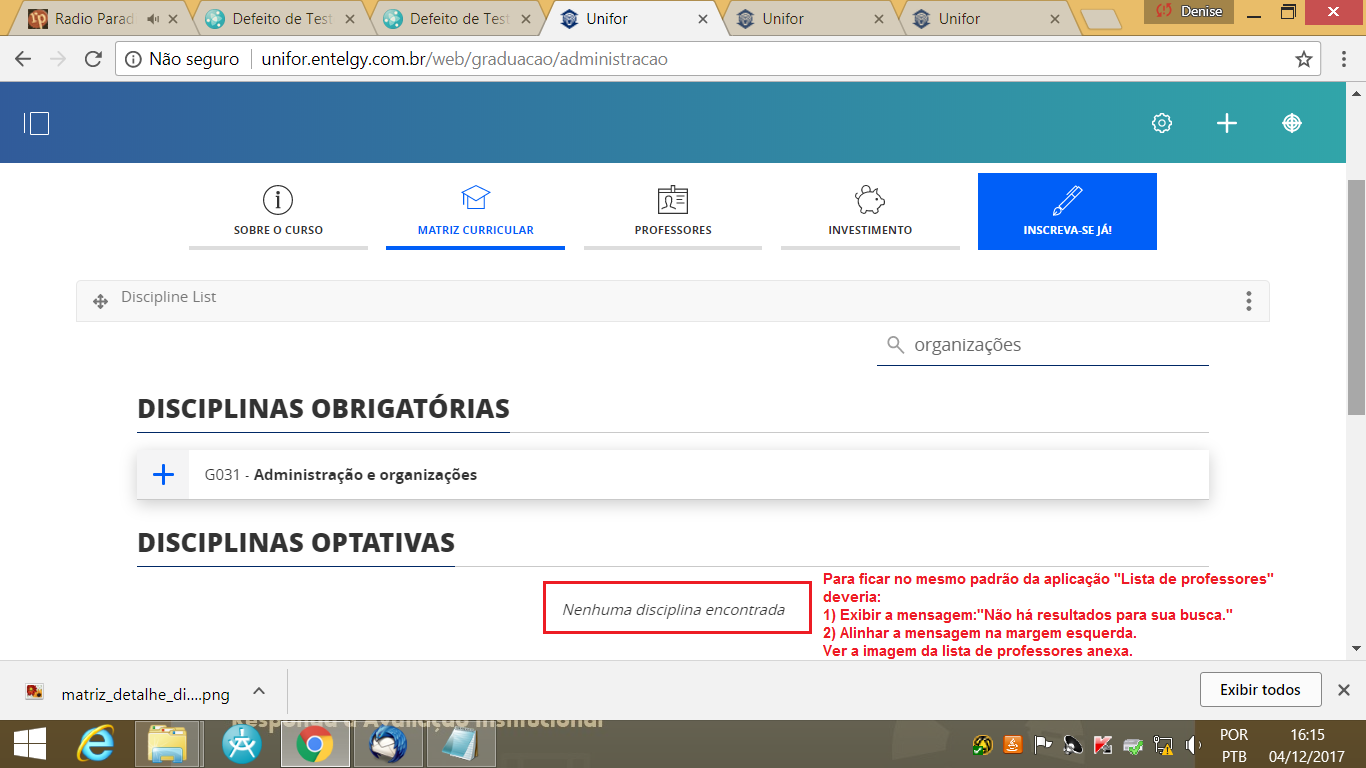 Radio Parad
Defeito de Test
Defeito de Test
Unifor
Unifor
Unifor
Denise
Não seguro
unifor.entelgy.com.br/web/graduacao/administracao
SOBRE O CURSO
MATRIZ CURRICULAR
PROFESSORES
INVESTIMENTO
INSCREVA-SE JÁ!
Discipline List
organizações
DISCIPLINAS OBRIGATÓRIAS
G031 - Administração e organizações
DISCIPLINAS OPTATIVAS
Nenhuma disciplina encontrada
Para ficar no mesmo padrão da aplicação "Lista de professores"
deveria:
1) Exibir a mensagem:"Não há resultados para sua busca."
2) Alinhar a mensagem na margem esquerda.
Ver a imagem da lista de professores anexa.
matriz_detalhe_di....png
Exibir todos
Responda a Avaliação Institucional
POR
PTB
16:15
04/12/2017